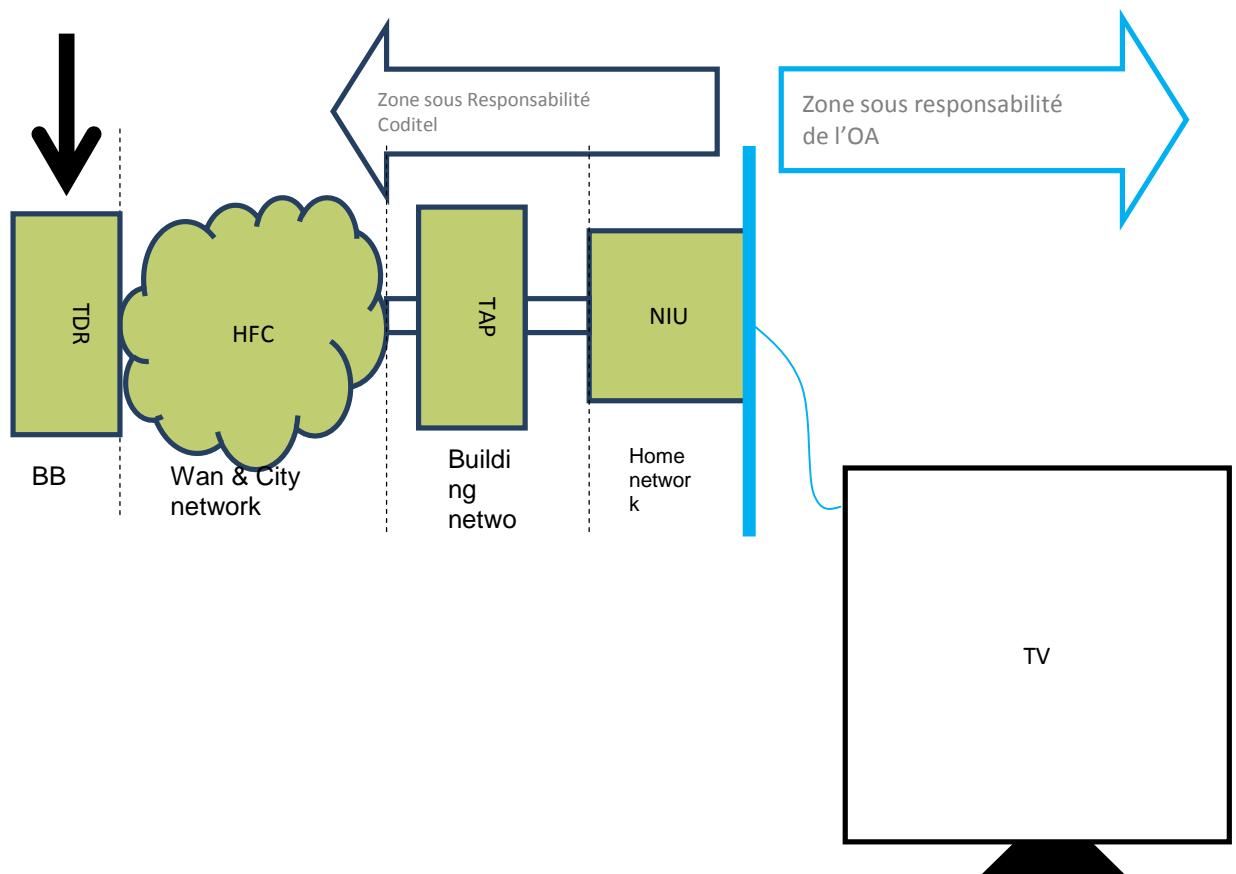 Zone sous Responsabilité
Coditel
Zone sous responsabilité
de l'OA
TDR
HFC
TAP
NIU
BB
Wan & City
network
Buildi
ng
netwo
Home
networ
k
TV